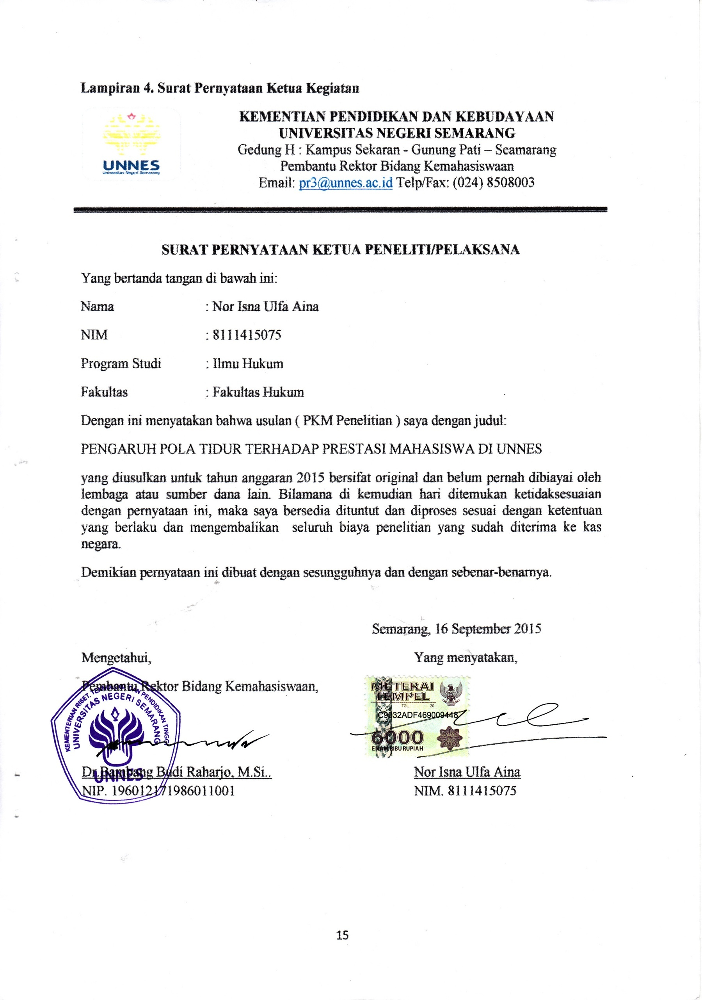 Lampiran 4. Surat Pernyataan Ketua Kegiatan
UNNES
Universitas Negeri Semarang
KEMENTIAN PENDIDIKAN DAN KEBUDAYAAN
UNIVERSITAS NEGERI SEMARANG
Gedung H : Kampus Sekaran - Gunung Pati – Seamarang
Pembantu Rektor Bidang Kemahasiswaan
Email: pr3@unnes.ac.id Telp/Fax: (024) 8508003
SURAT PERNYATAAN KETUA PENELITI/PELAKSANA
Yang bertanda tangan di bawah ini:
Nama : Nor Isna Ulfa Aina
NIM : 8111415075
Program Studi : Ilmu Hukum
Fakultas : Fakultas Hukum
Dengan ini menyatakan bahwa usulan ( PKM Penelitian ) saya dengan judul:
PENGARUH POLA TIDUR TERHADAP PRESTASI MAHASISWA DI UNNES
yang diusulkan untuk tahun anggaran 2015 bersifat original dan belum pernah dibiayai oleh
lembaga atau sumber dana lain. Bilamana di kemudian hari ditemukan ketidaksesuaian
dengan pernyataan ini, maka saya bersedia dituntut dan diproses sesuai dengan ketentuan
yang berlaku dan mengembalikan seluruh biaya penelitian yang sudah diterima ke kas
negara.
Demikian pernyataan ini dibuat dengan sesungguhnya dan dengan sebenar-benarnya.
Semarang, 16 September 2015
Mengetahui,
Yang menyatakan,
Pembantu Rektor Bidang Kemahasiswaan,
KEMENTERIAN RISET, TEKNOLOGI DAN PENDIDIKAN TINGGI
UNIVERSITAS NEGERI SEMARANG
UNNES
METERAI
TEMPEL
TGL. 20
C9032ADF469009448
6000
ENAM RIBU RUPIAH
Dr.Bambang Budi Raharjo, M.Si..
NIP. 196012171986011001
Nor Isna Ulfa Aina
NIM. 8111415075
15